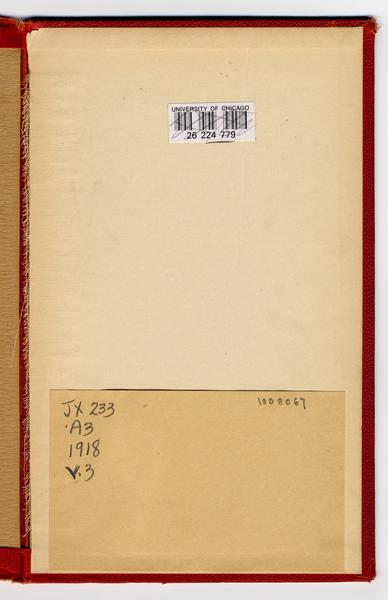 UNIVERSITY OF CHICAGO
26 224 779
JX 233
.A3
1918
v.3
1008067